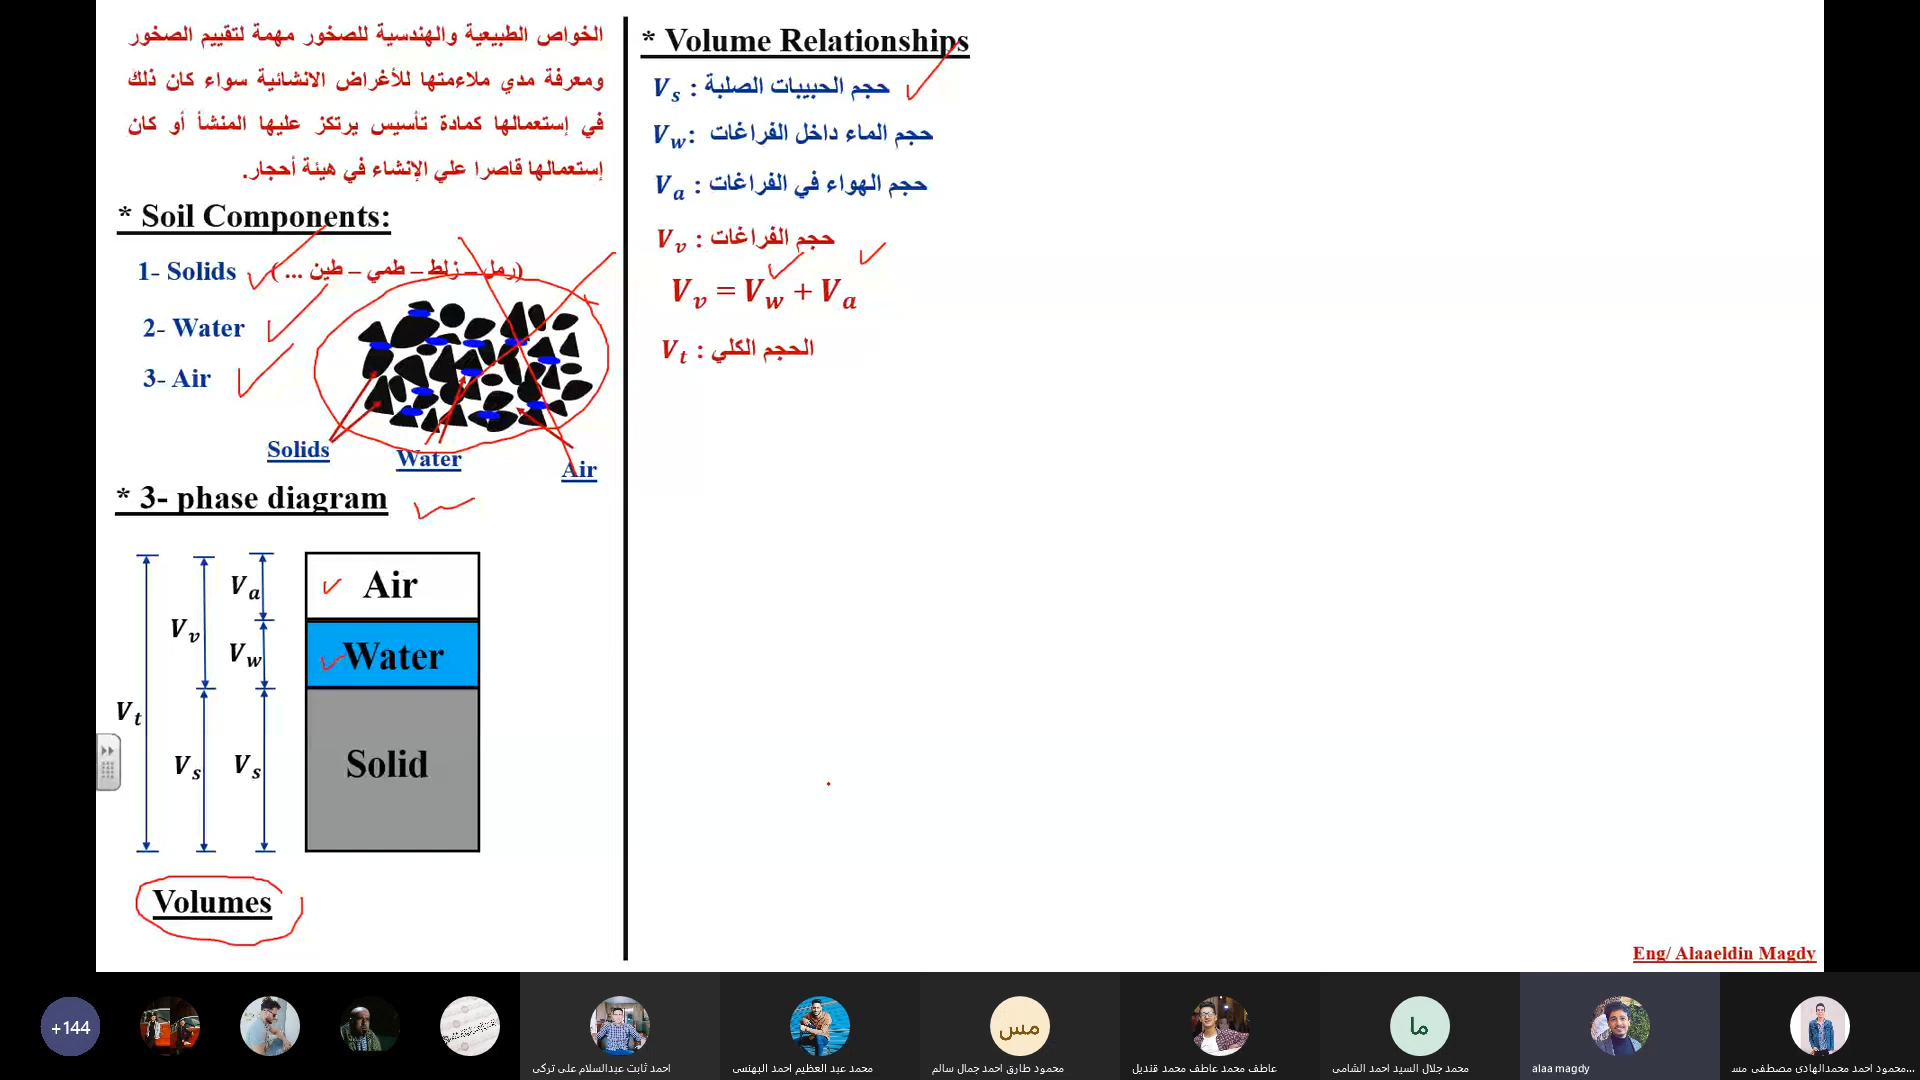 الخواص الطبيعية والهندسية للصخور مهمة لتقييم الصخور
ومعرفة مدي ملاءمتها للأغراض الانشائية سواء كان ذلك
في إستعمالها كمادة تأسيس يرتكز عليها المنشأ أو كان
إستعمالها قاصرا علي الإنشاء في هيئة أحجار.
* Soil Components:
1- Solids (رمل – زلط – طمي – طين ... )
2- Water
3- Air
Solids
Water
Air
* 3- phase diagram
Va
Vv
Vw
Vt
Vs
Vs
Air
Water
Solid
Volumes
* Volume Relationships
Vs : حجم الحبيبات الصلبة
Vw: حجم الماء داخل الفراغات
Va : حجم الهواء في الفراغات
Vv : حجم الفراغات
Vv = Vw + Va
Vt : الحجم الكلي
Eng/ Alaaeldin Magdy
+144
احمد ثابت عبدالسلام على تركى
محمد عبد العظيم احمد البهنسى
مس
محمود طارق احمد جمال سالم
عاطف محمد عاطف محمد قنديل
ما
محمد جلال السيد احمد الشامى
alaa magdy
محمود احمد محمدالهادى مصطفى مس...